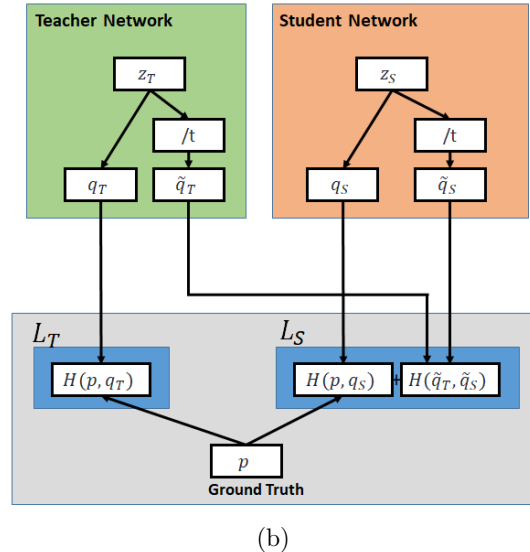 Teacher Network
Student Network
z_T
z_S
/t
/t
q_T
q̃_T
q_S
q̃_S
L_T
L_S
H(p, q_T)
H(p, q_S)
+
H(q̃_T, q̃_S)
p
Ground Truth
(b)